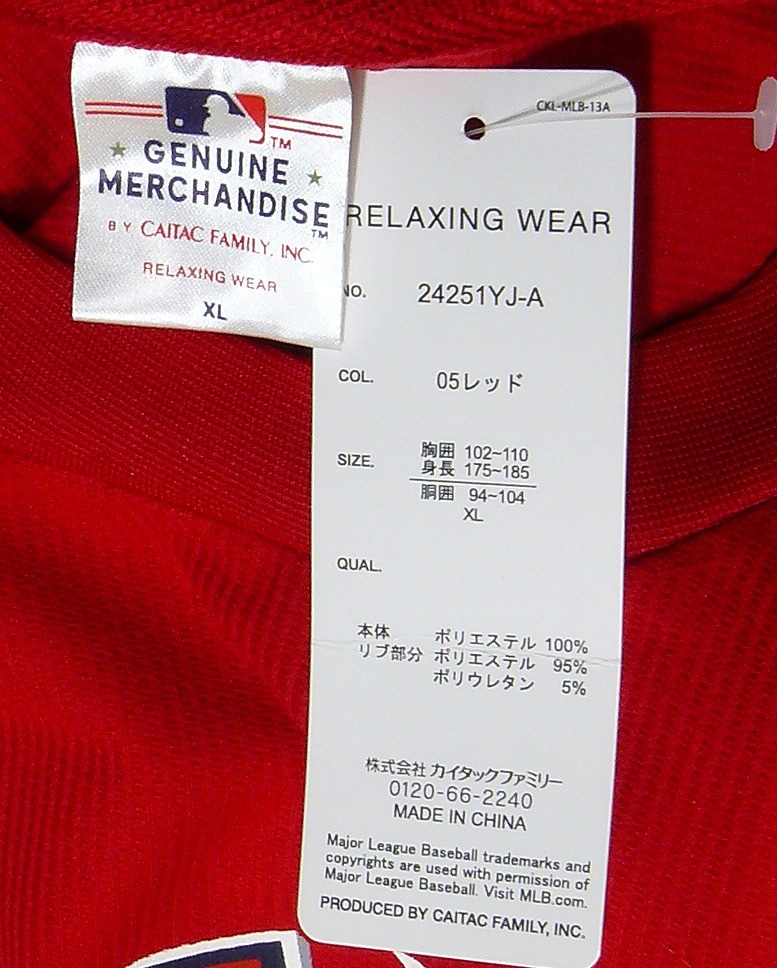 TM
GENUINE
MERCHANDISE
TM
BY CAITAC FAMILY, INC.
RELAXING WEAR
XL
CKL-MLB-13A
RELAXING WEAR
NO. 24251YJ-A
COL. 05レッド
SIZE. 胸囲 102~110
身長 175~185
胴囲 94~104
XL
QUAL.
本体 ポリエステル 100%
リブ部分 ポリエステル 95%
ポリウレタン 5%
株式会社 カイタックファミリー
0120-66-2240
MADE IN CHINA
Major League Baseball trademarks and
copyrights are used with permission of
Major League Baseball. Visit MLB.com.
PRODUCED BY CAITAC FAMILY, INC.